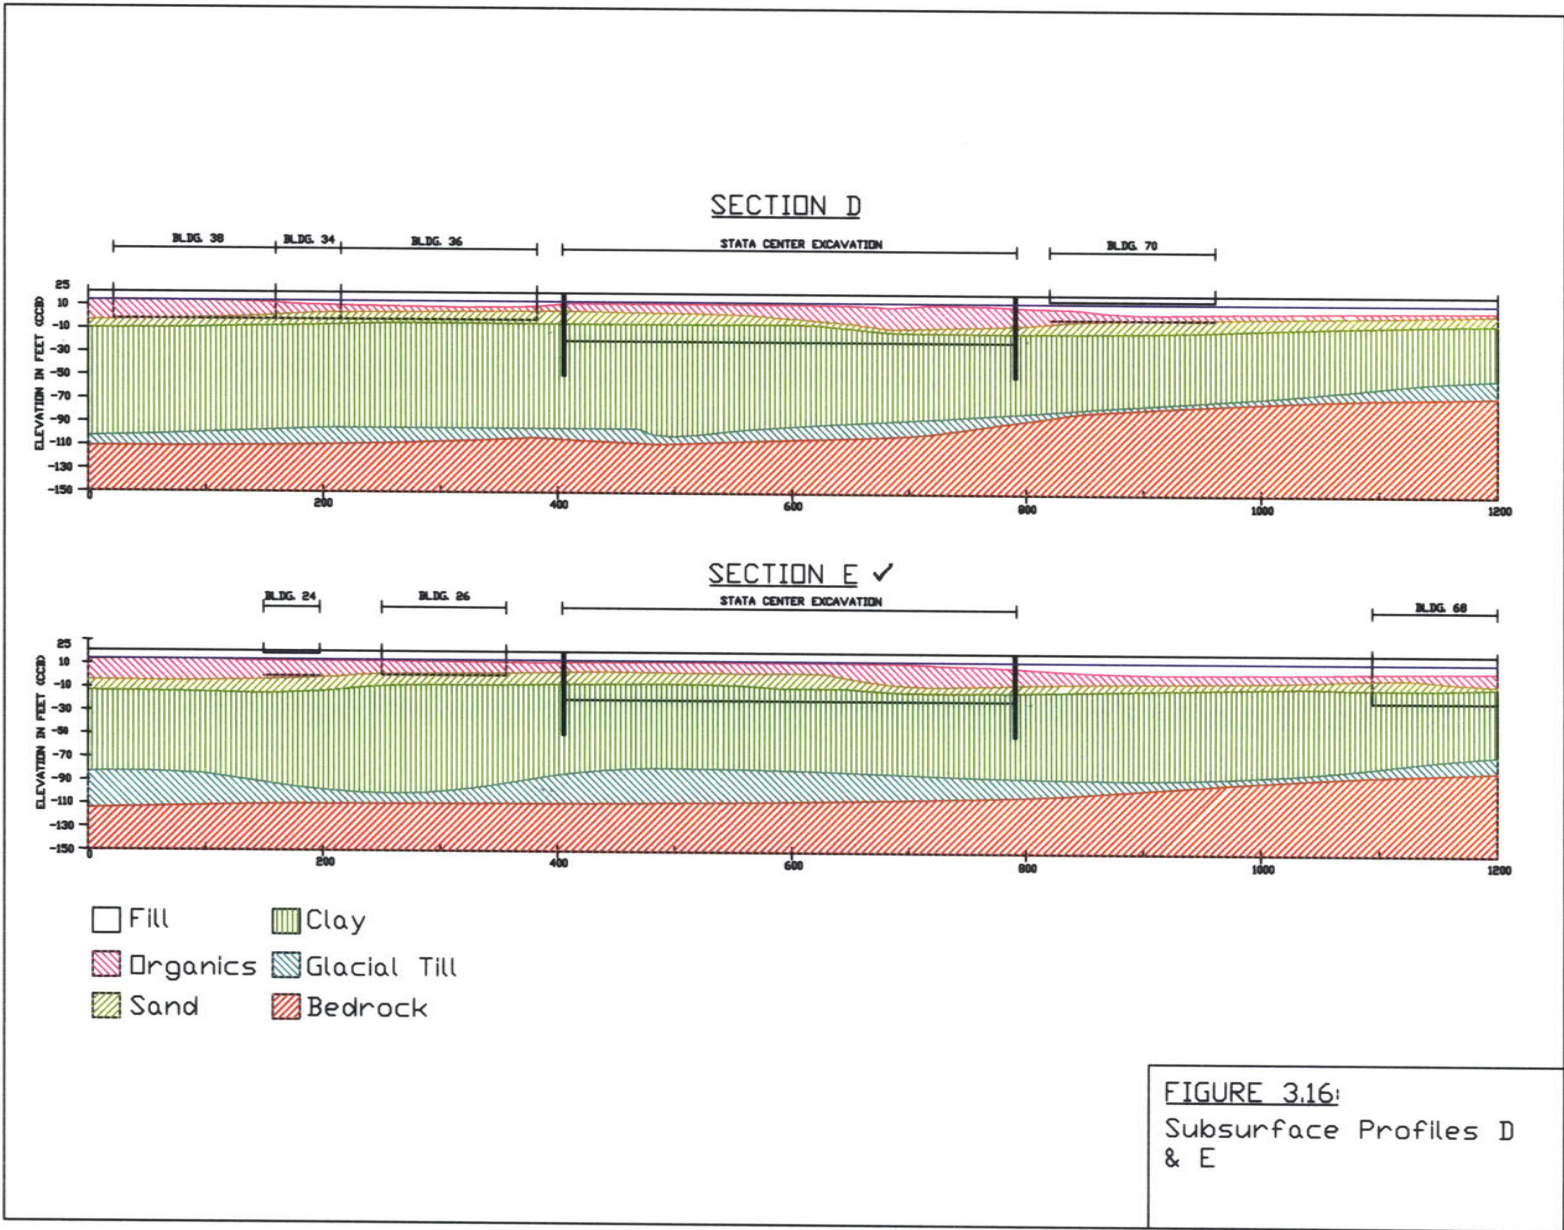 SECTION D
BLDG. 38 BLDG. 34 BLDG. 36 STATA CENTER EXCAVATION BLDG. 70
ELEVATION IN FEET (CCB)
25
10
-10
-30
-50
-70
-90
-110
-130
-150
0 200 400 600 800 1000 1200
SECTION E ✓
BLDG. 24 BLDG. 26 STATA CENTER EXCAVATION BLDG. 68
ELEVATION IN FEET (CCB)
25
10
-10
-30
-50
-70
-90
-110
-130
-150
0 200 400 600 800 1000 1200
Fill Clay
Organics Glacial Till
Sand Bedrock
FIGURE 3.16:
Subsurface Profiles D
& E